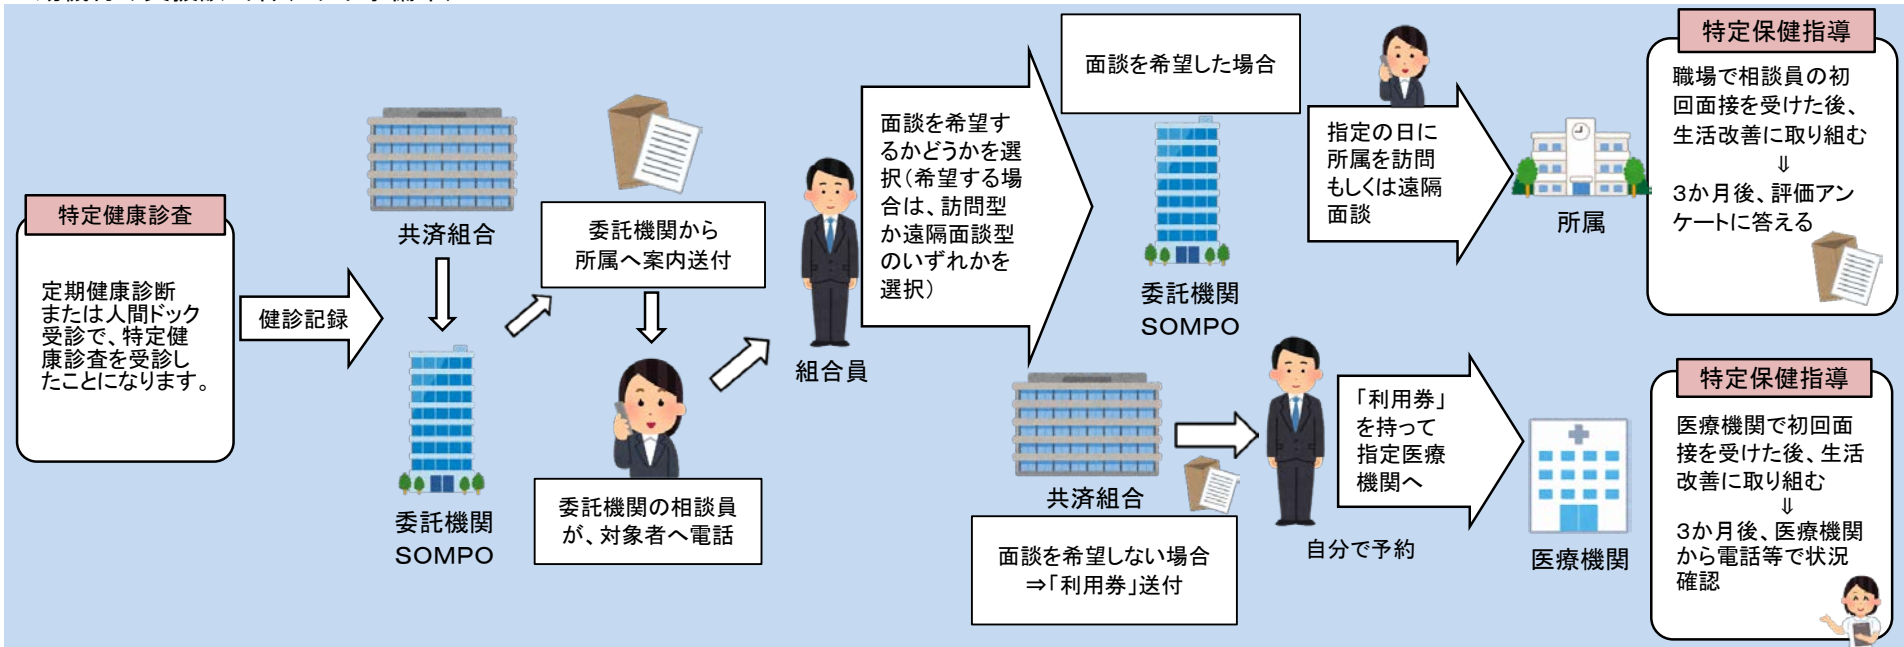 特定健康診査
定期健康診断
または人間ドック
受診で、特定健
康診査を受診し
たことになります。
健診記録
共済組合
委託機関
SOMPO
委託機関から
所属へ案内送付
委託機関の相談員
が、対象者へ電話
組合員
面談を希望す
るかどうかを選
択(希望する場
合は、訪問型
か遠隔面談型
のいずれかを
選択)
面談を希望した場合
委託機関
SOMPO
指定の日に
所属を訪問
もしくは遠隔
面談
所属
特定保健指導
職場で相談員の初
回面接を受けた後、
生活改善に取り組む
⇓
3か月後、評価アン
ケートに答える
共済組合
面談を希望しない場合
⇒「利用券」送付
自分で予約
「利用券」
を持って
指定医療
機関へ
医療機関
特定保健指導
医療機関で初回面
接を受けた後、生活
改善に取り組む
⇓
3か月後、医療機関
から電話等で状況
確認